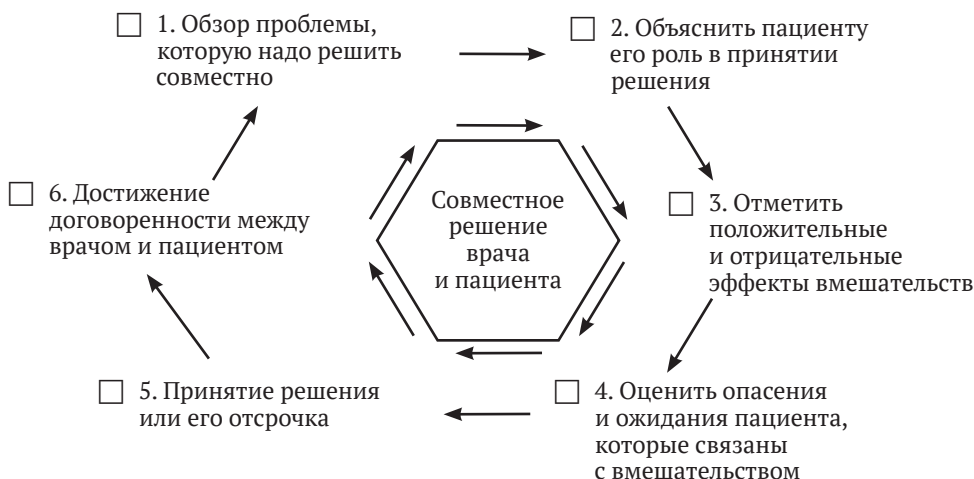 1. Обзор проблемы,
которую надо решить
совместно
2. Объяснить пациенту
его роль в принятии
решения
3. Отметить
положительные
и отрицательные
эффекты вмешательств
4. Оценить опасения
и ожидания пациента,
которые связаны
с вмешательством
5. Принятие решения
или его отсрочка
6. Достижение
договоренности между
врачом и пациентом
Совместное
решение
врача
и пациента